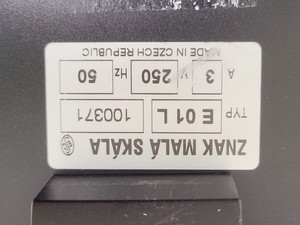 ZNAK MALÁ SKÁLA
TYP E 01 L 100371
A 3 V 250 Hz 50
MADE IN CZECH REPUBLIC